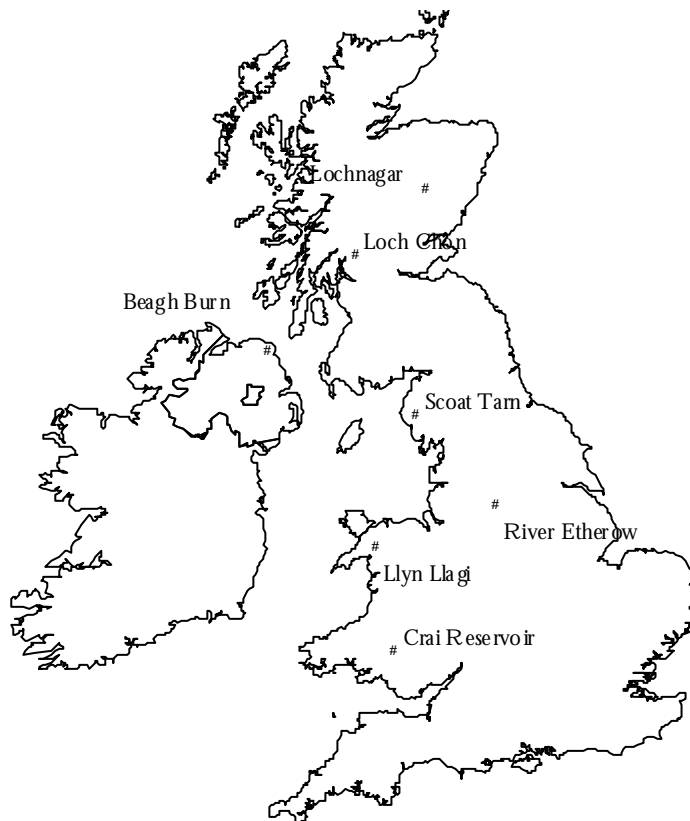 Lochnagar
#
Loch Chon
#
Beagh Burn
#
Scoat Tarn
#
#
River Etherow
#
Llyn Llagi
Crai Reservoir
#